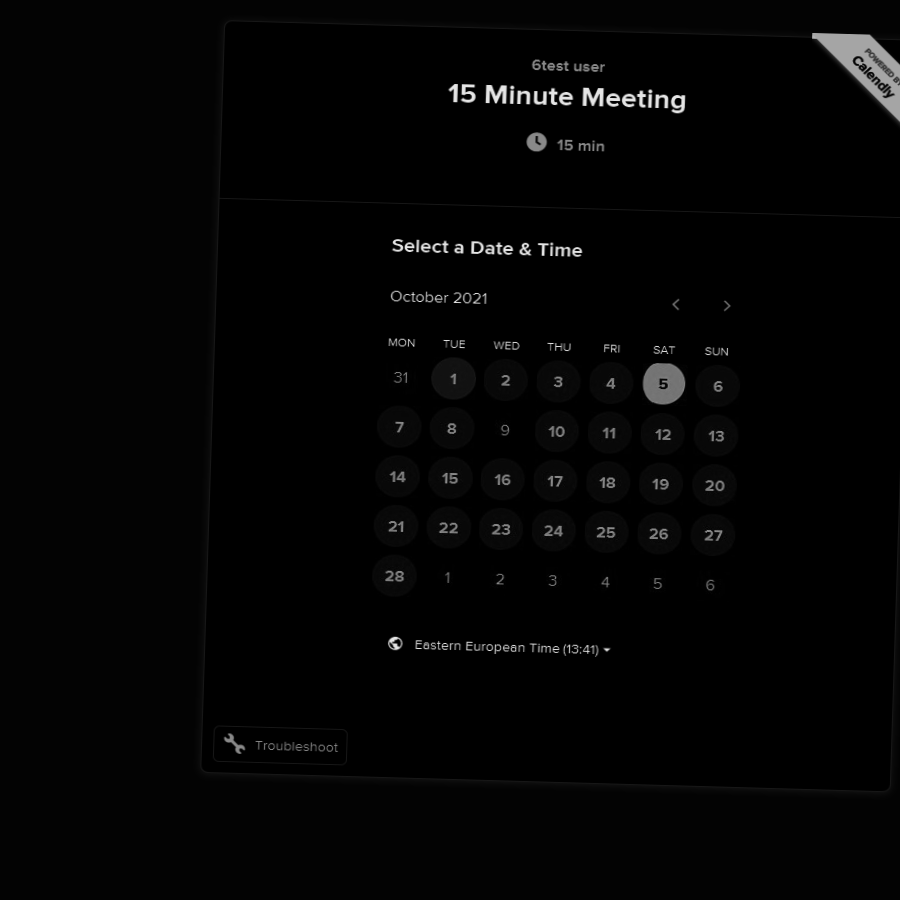 6test user
15 Minute Meeting
15 min
POWERED BY
Calendly
Select a Date & Time
October 2021
MON TUE WED THU FRI SAT SUN
31 1 2 3 4 5 6
7 8 9 10 11 12 13
14 15 16 17 18 19 20
21 22 23 24 25 26 27
28 1 2 3 4 5 6
Eastern European Time (13:41)
Troubleshoot